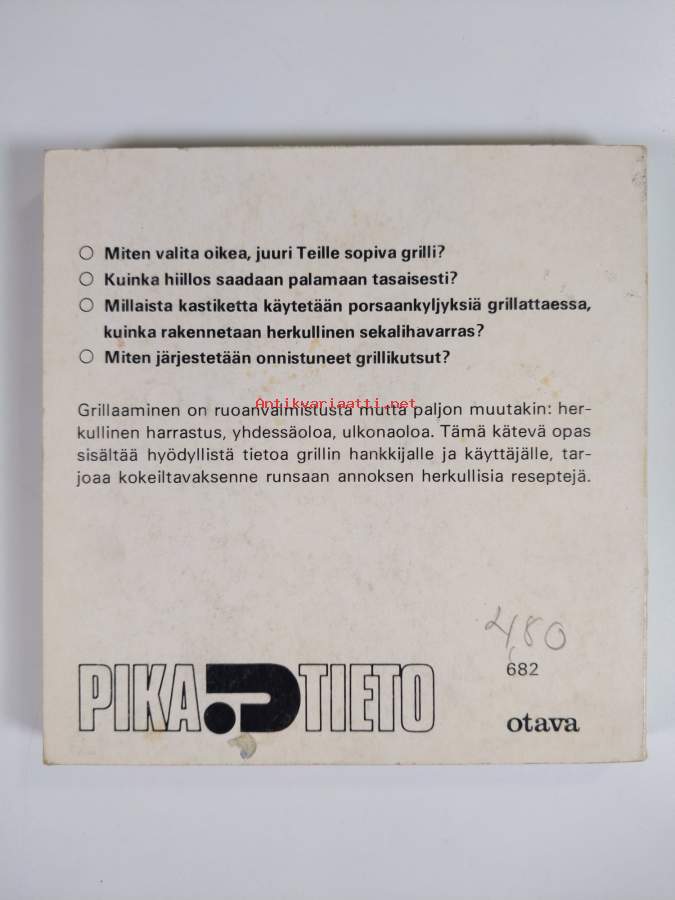 ○ Miten valita oikea, juuri Teille sopiva grilli?
○ Kuinka hiillos saadaan palamaan tasaisesti?
○ Millaista kastiketta käytetään porsaankyljyksiä grillattaessa,
kuinka rakennetaan herkullinen sekalihavarras?
○ Miten järjestetään onnistuneet grillikutsut?
Antikvariaatti.net
Grillaaminen on ruoanvalmistusta mutta paljon muutakin: her-
kullinen harrastus, yhdessäoloa, ulkonaoloa. Tämä kätevä opas
sisältää hyödyllistä tietoa grillin hankkijalle ja käyttäjälle, tar-
joaa kokeiltavaksenne runsaan annoksen herkullisia reseptejä.
4,80
682
PIKA?TIETO
otava